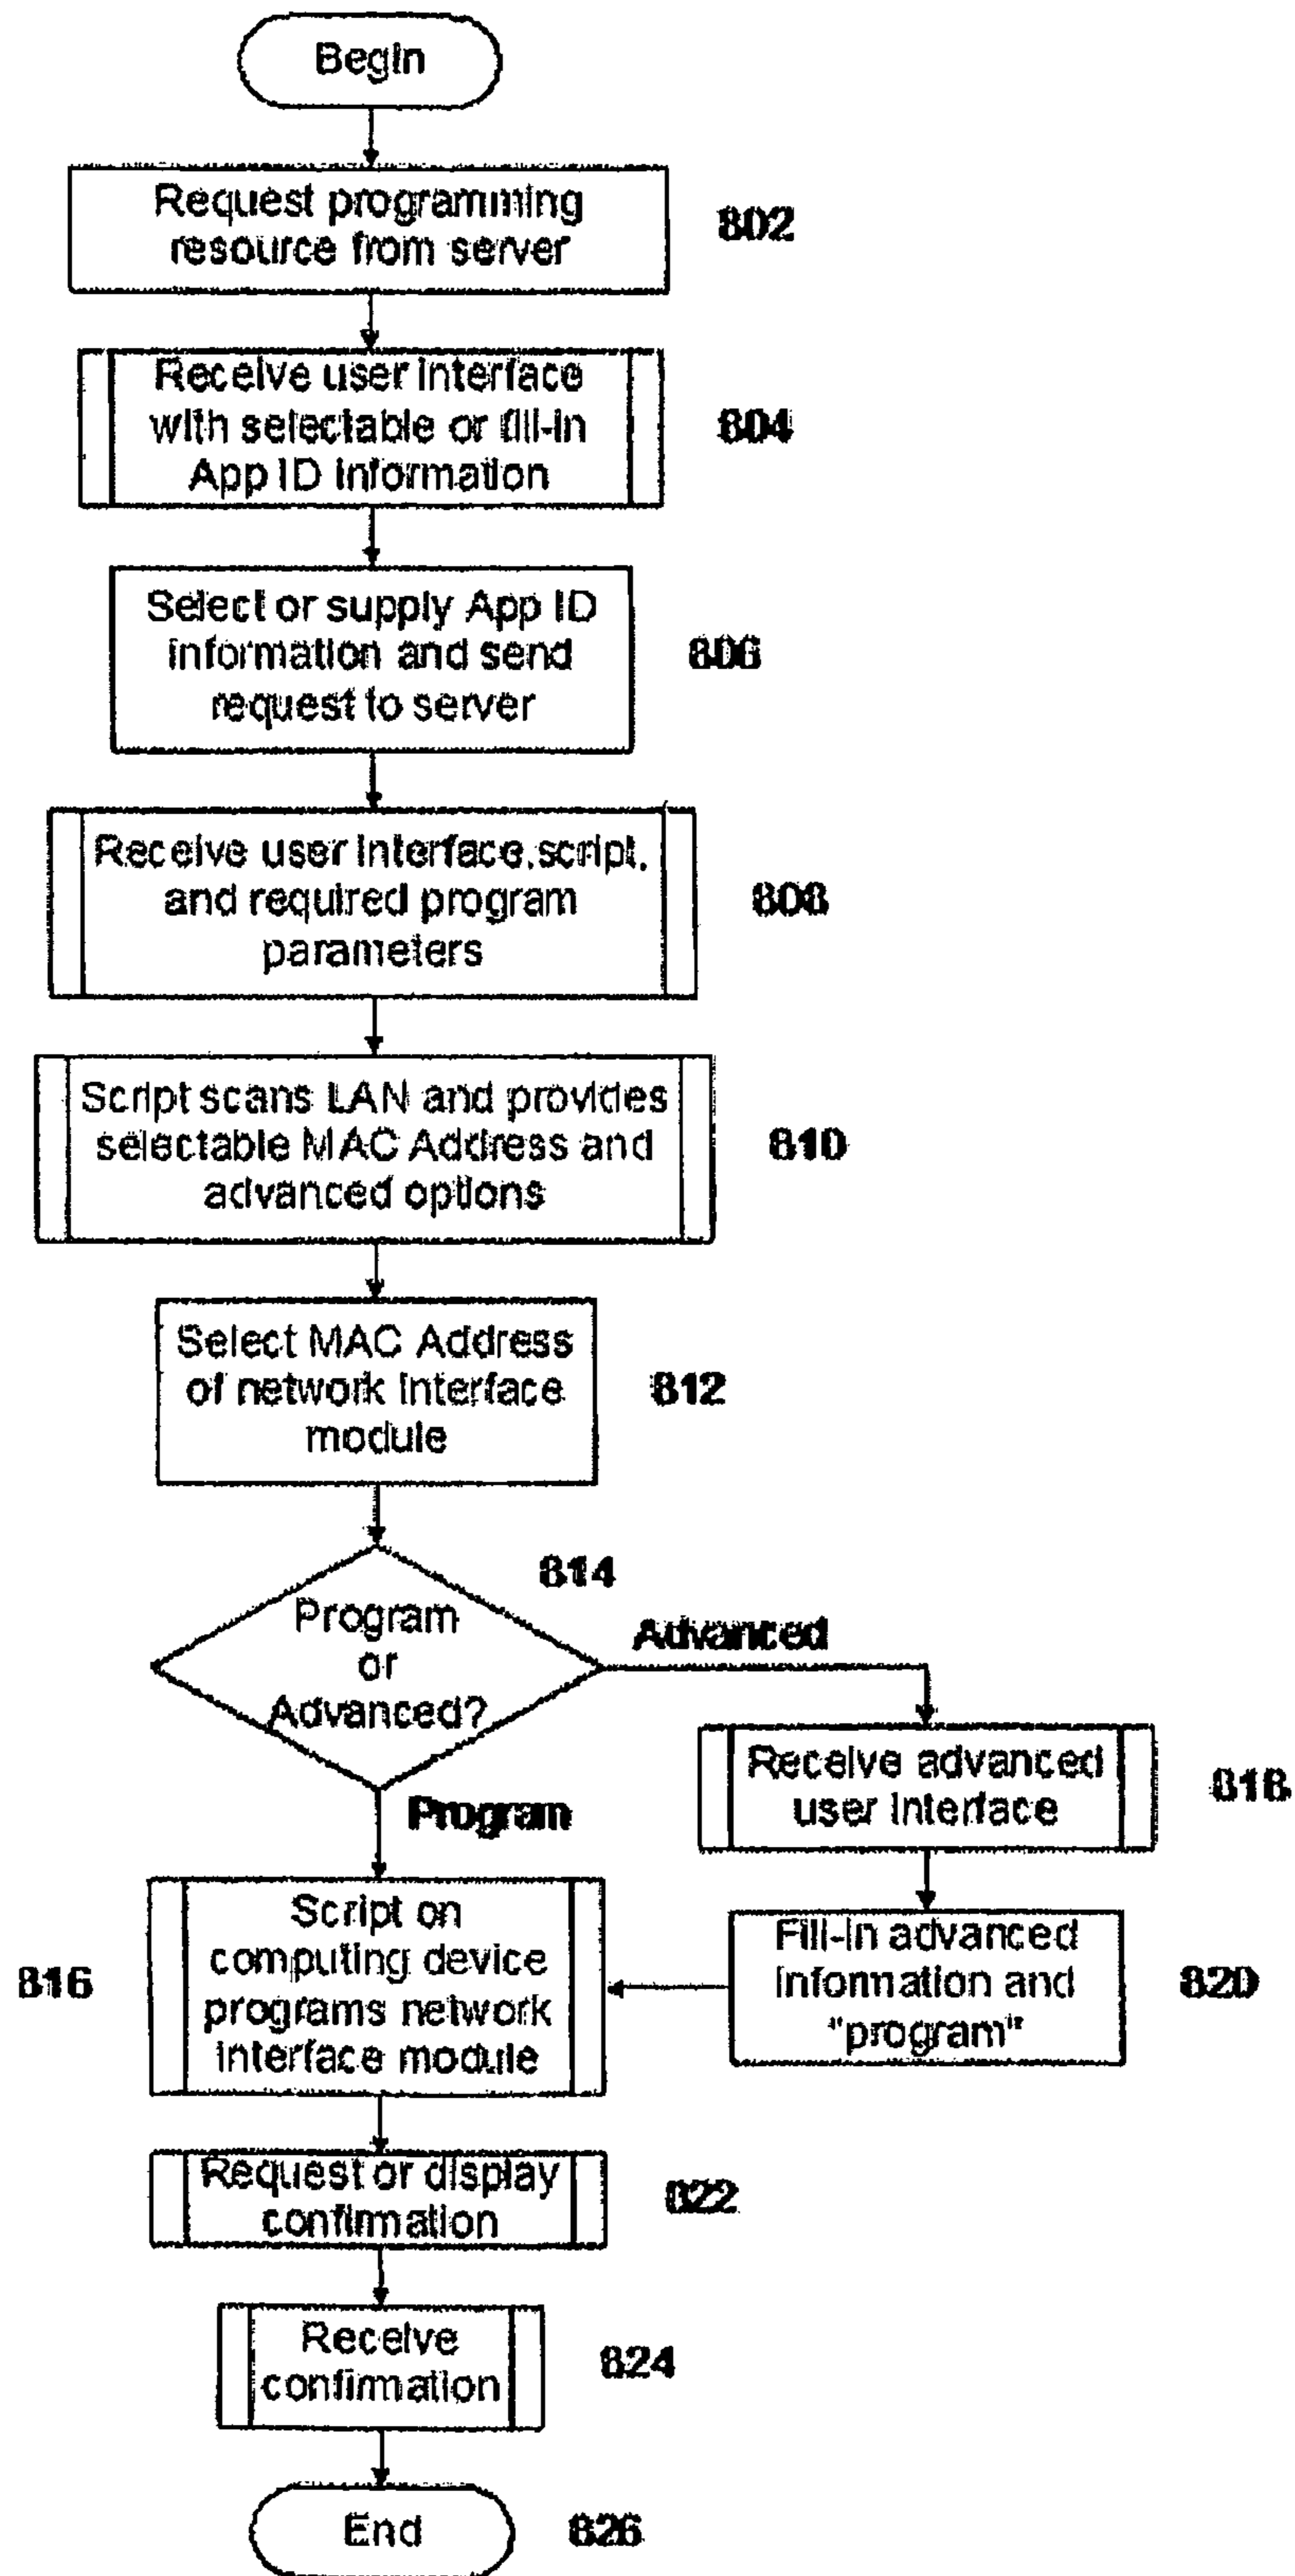 Begin
Request programming
resource from server
802
Receive user interface
with selectable or fill-in
App ID Information
804
Select or supply App ID
information and send
request to server
806
Receive user interface, script,
and required program
parameters
808
Script scans LAN and provides
selectable MAC Address and
advanced options
810
Select MAC Address
of network interface
module
812
814
Program
or
Advanced?
Advanced
Program
Receive advanced
user interface
818
Script on
computing device
programs network
interface module
816
Fill-in advanced
information and
"program"
820
Request or display
confirmation
822
Receive
confirmation
824
End
826